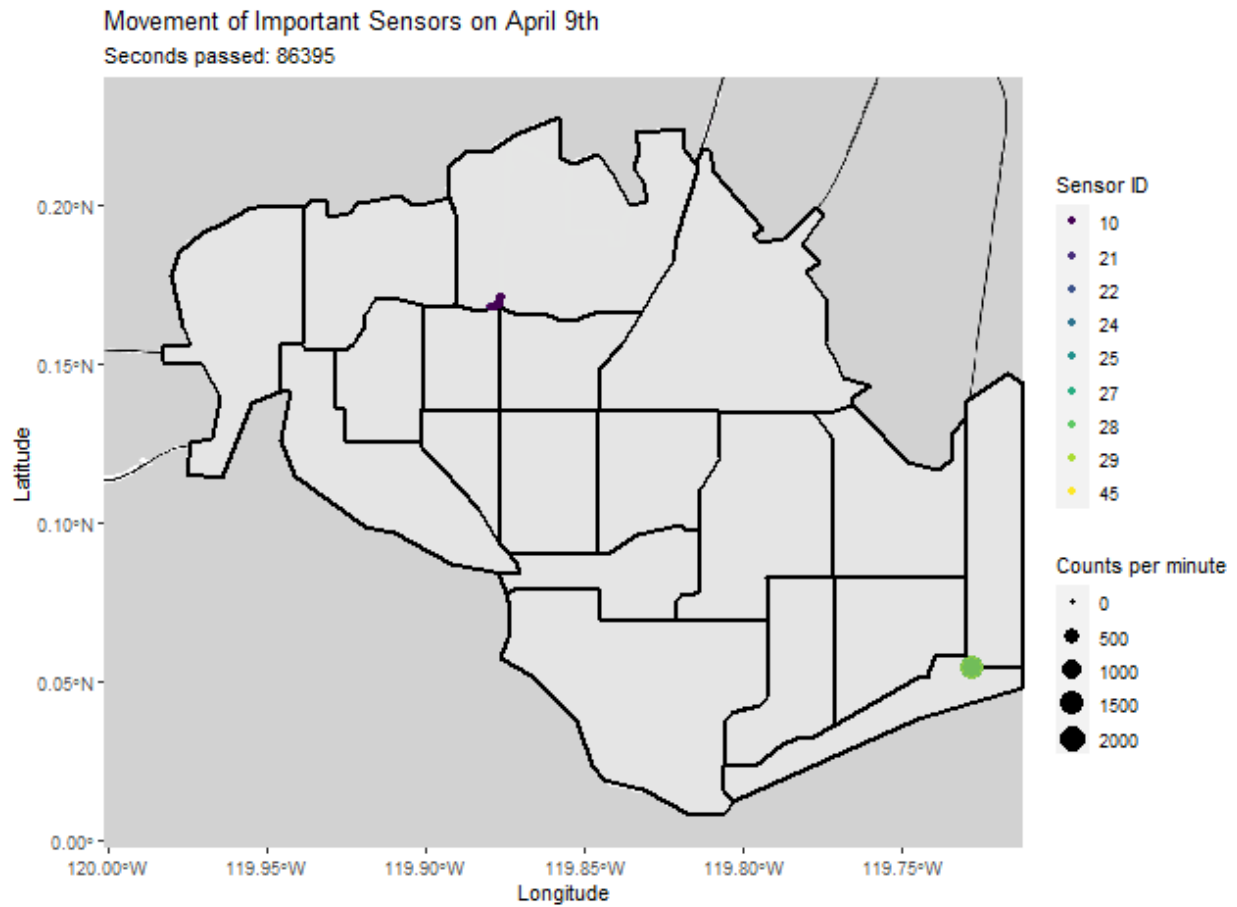 Movement of Important Sensors on April 9th
Seconds passed: 86395
Latitude
0.20°N
0.15°N
0.10°N
0.05°N
0.00°
120.00°W
119.95°W
119.90°W
119.85°W
119.80°W
119.75°W
Longitude
Sensor ID
10
21
22
24
25
27
28
29
45
Counts per minute
0
500
1000
1500
2000